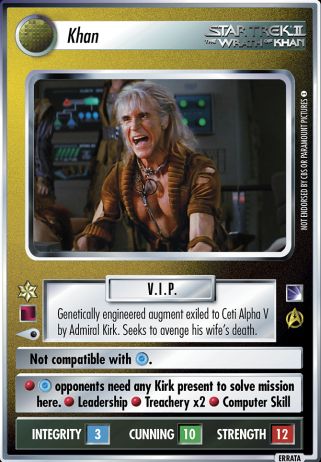 Khan
STAR TREK II
THE WRATH OF KHAN
NOT ENDORSED BY CBS OR PARAMOUNT PICTURES
V.I.P.
Genetically engineered augment exiled to Ceti Alpha V
by Admiral Kirk. Seeks to avenge his wife's death.
Not compatible with .
opponents need any Kirk present to solve mission
here. Leadership Treachery x2 Computer Skill
INTEGRITY 3 CUNNING 10 STRENGTH 12
ERRATA